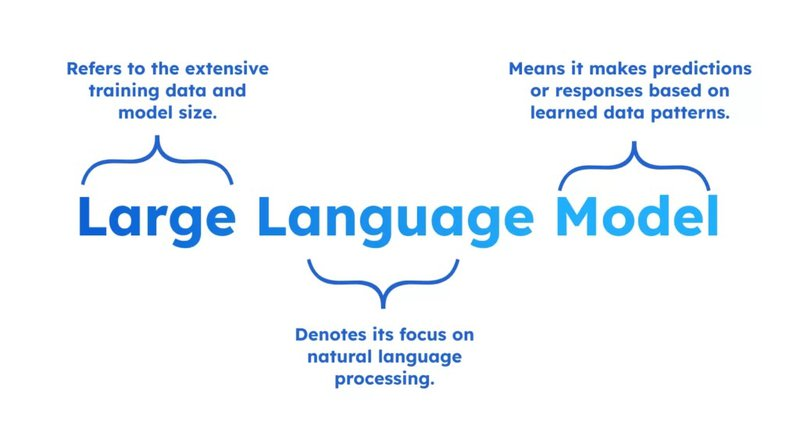 Refers to the extensive
training data and
model size.
Means it makes predictions
or responses based on
learned data patterns.
Large Language Model
Denotes its focus on
natural language
processing.